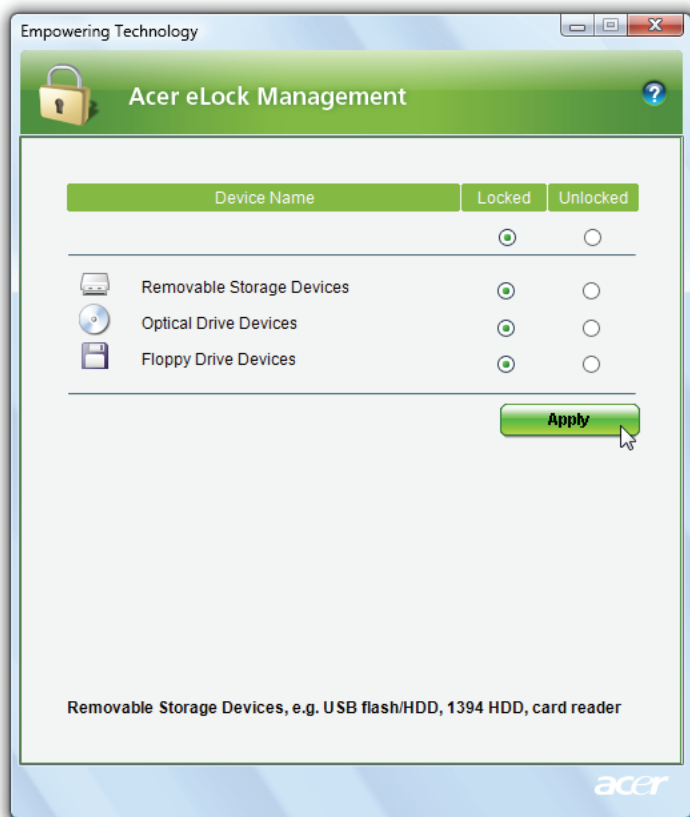 Empowering Technology
Acer eLock Management
Device Name Locked Unlocked
Removable Storage Devices
Optical Drive Devices
Floppy Drive Devices
Apply
Removable Storage Devices, e.g. USB flash/HDD, 1394 HDD, card reader
acer